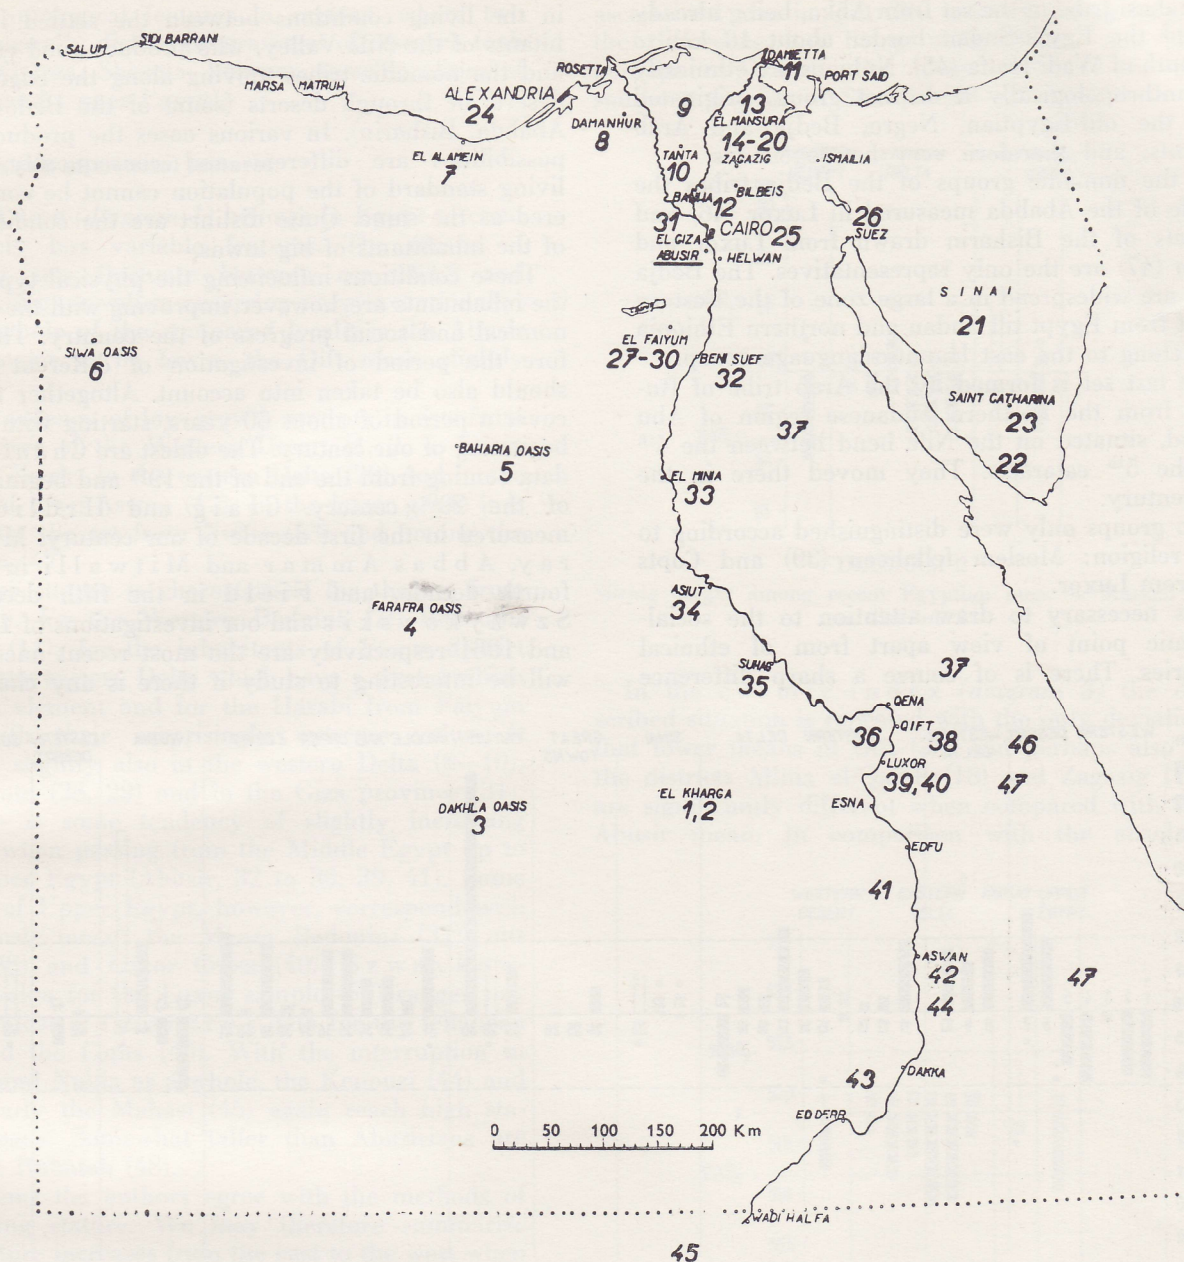 SALUM
SIDI BARRANI
MARSA MATRUH
ALEXANDRIA
24
ROSETTA
DAMIETTA
11
PORT SAID
DAMANHUR
8
9
13
EL MANSURA
14-20
EL ALAMEIN
7
TANTA
10
ZAGAZIG
ISMAILIA
BANHA
12
BILBEIS
31
26
SUEZ
CAIRO 25
EL GIZA
ABUSIR
HELWAN
SINAI
21
SIWA OASIS
6
EL FAIYUM
27-30
BENI SUEF
32
SAINT CATHARINA
23
22
37
BAHARIA OASIS
5
EL MINIA
33
ASIUT
34
FARAFRA OASIS
4
SUHAG
35
37
QENA
36
QIFT
38
46
LUXOR
39,40
47
EL KHARGA
1,2
DAKHLA OASIS
3
ESNA
EDFU
41
ASWAN
42
47
44
43
DAKKA
ED DERR
0 50 100 150 200 Km
WADI HALFA
45